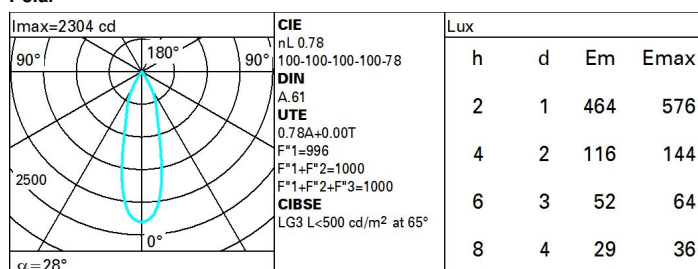 Imax=2304 cd
90°
180°
90°
2500
0°
α=28°
CIE
nL 0.78
100-100-100-100-78
DIN
A.61
UTE
0.78A+0.00T
F"1=996
F"1+F"2=1000
F"1+F"2+F"3=1000
CIBSE
LG3 L<500 cd/m² at 65°
Lux
h d Em Emax
2 1 464 576
4 2 116 144
6 3 52 64
8 4 29 36